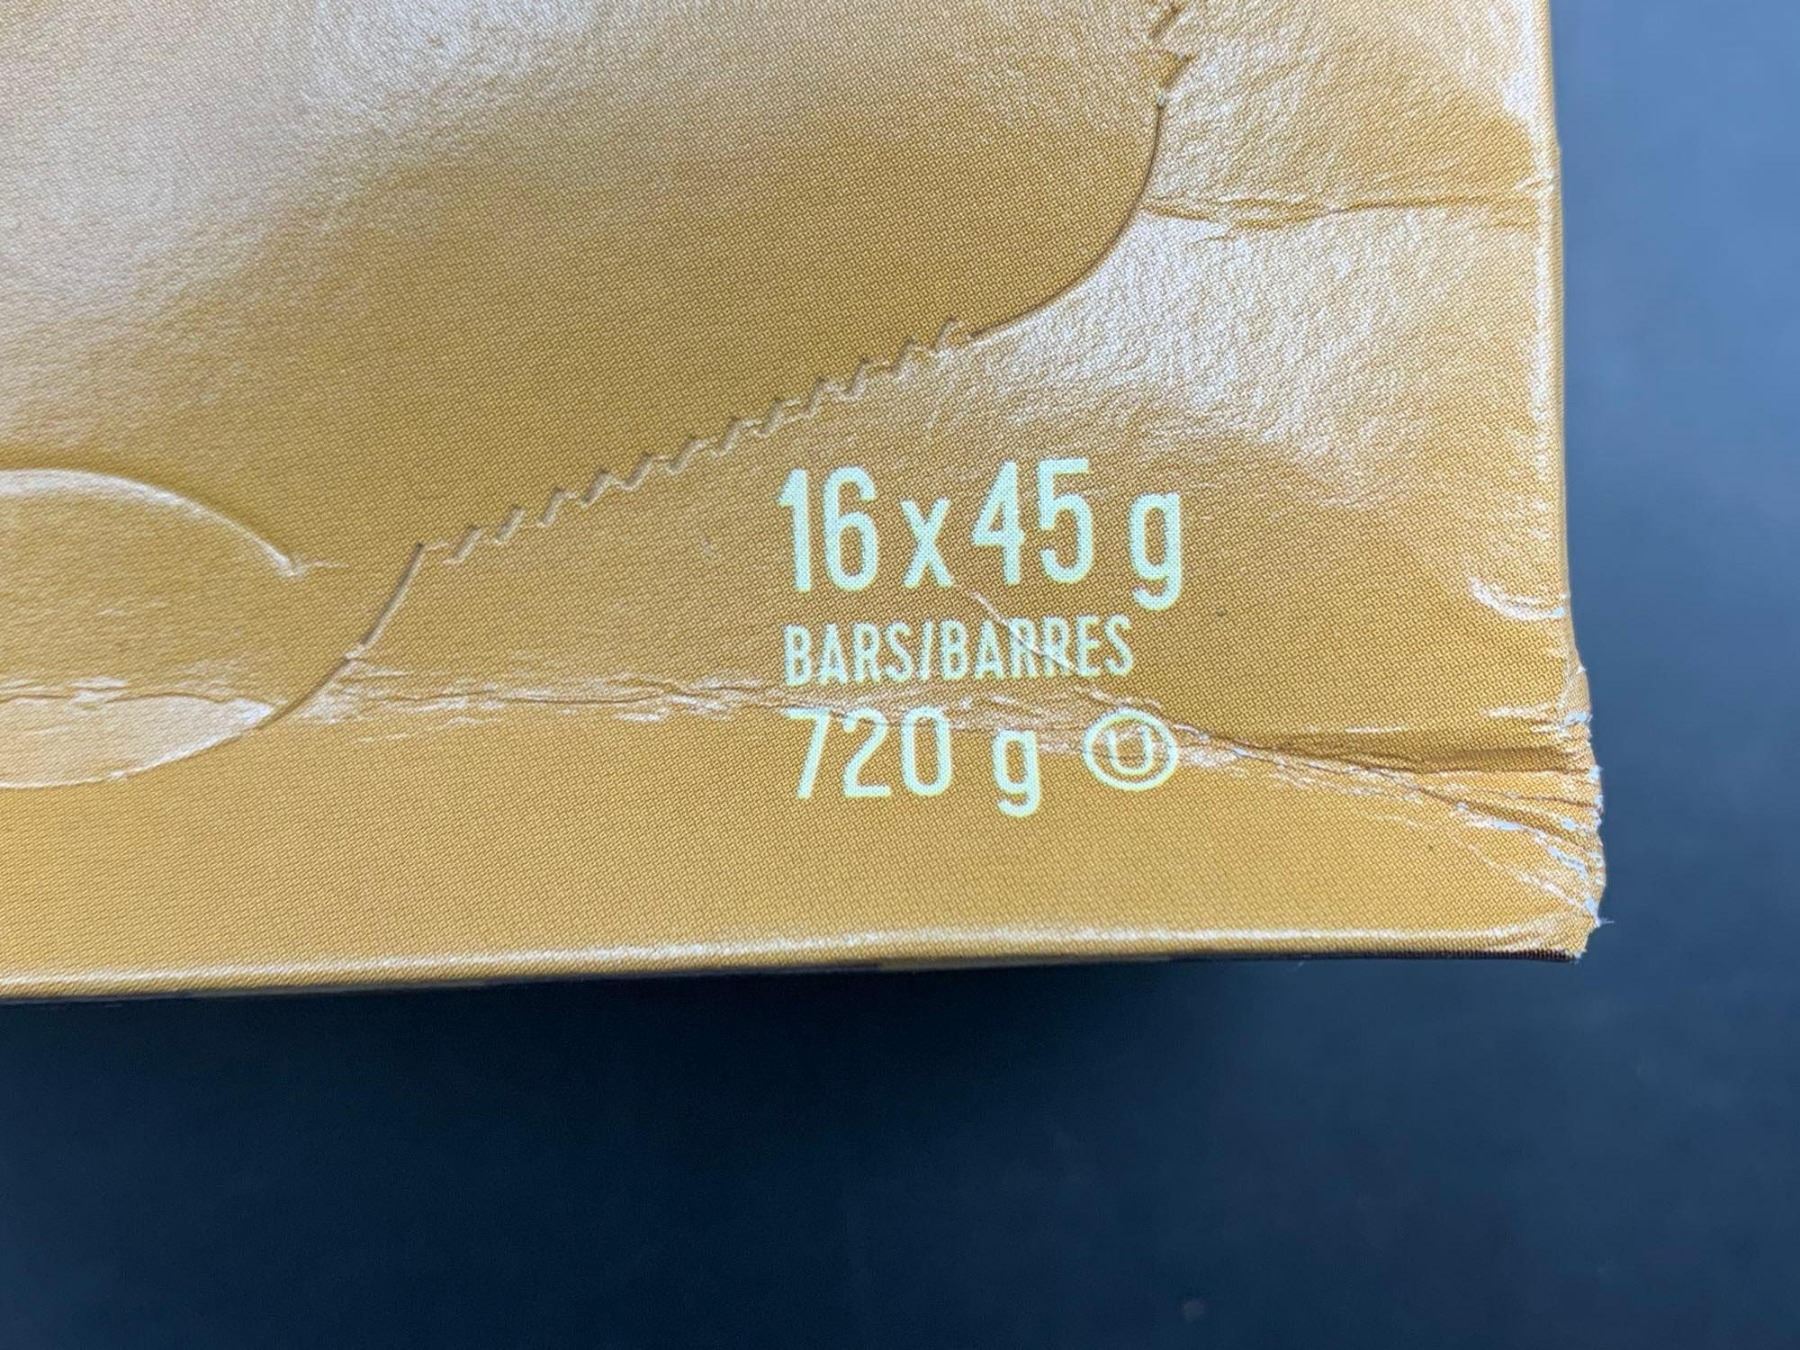 16 x 45 g
BARS/BARRES
720 g Ⓤ